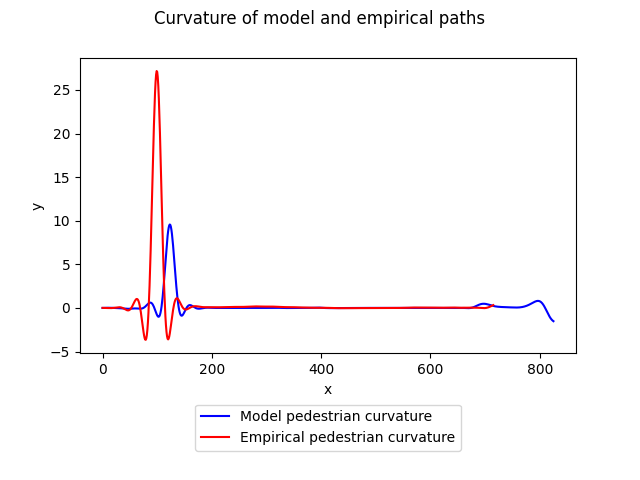 Curvature of model and empirical paths
25
20
15
10
5
0
−5
y
0 200 400 600 800
x
Model pedestrian curvature
Empirical pedestrian curvature